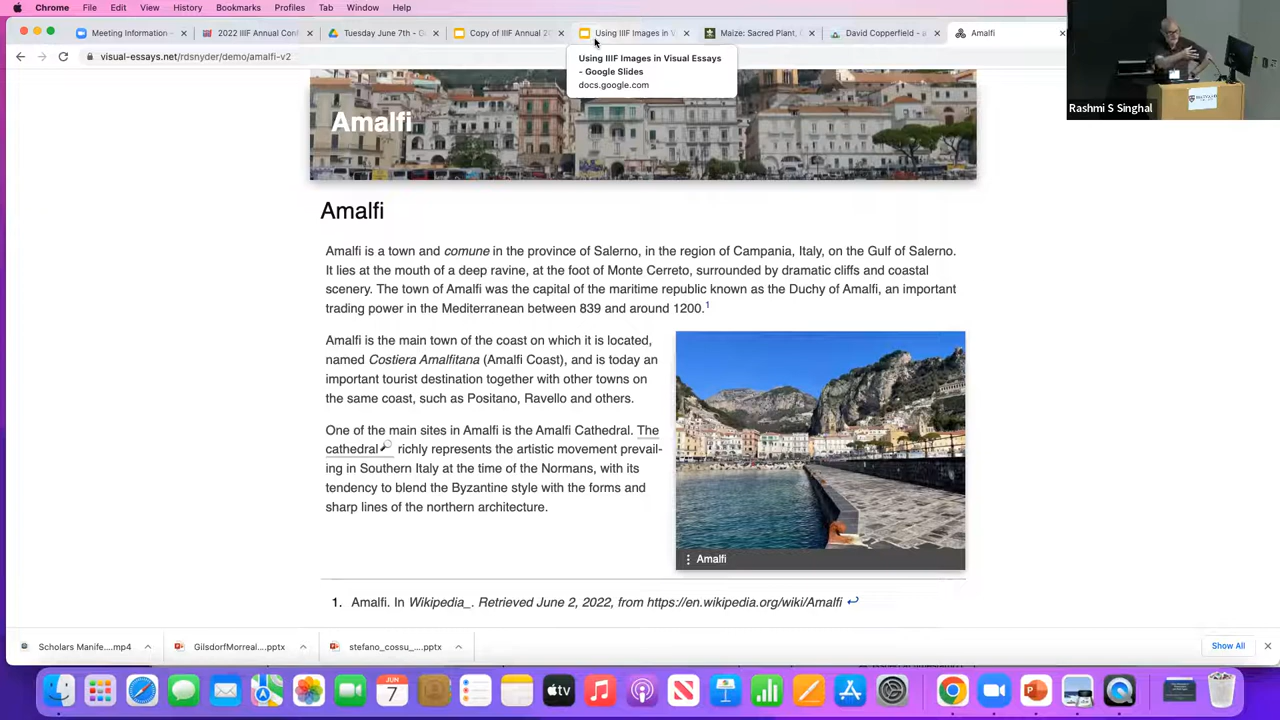 Chrome File Edit View History Bookmarks Profiles Tab Window Help
Meeting Information - 2022 IIIF Annual Conf Tuesday June 7th - G Copy of IIIF Annual 20 Using IIIF Images in V Maize: Sacred Plant, David Copperfield - a Amalfi
visual-essays.net/rdsnyder/demo/amalfi-v2
Using IIIF Images in Visual Essays
- Google Slides
docs.google.com
Rashmi S Singhal
Amalfi
Amalfi
Amalfi is a town and comune in the province of Salerno, in the region of Campania, Italy, on the Gulf of Salerno.
It lies at the mouth of a deep ravine, at the foot of Monte Cerreto, surrounded by dramatic cliffs and coastal
scenery. The town of Amalfi was the capital of the maritime republic known as the Duchy of Amalfi, an important
trading power in the Mediterranean between 839 and around 1200.1
Amalfi is the main town of the coast on which it is located,
named Costiera Amalfitana (Amalfi Coast), and is today an
important tourist destination together with other towns on
the same coast, such as Positano, Ravello and others.
One of the main sites in Amalfi is the Amalfi Cathedral. The
cathedral richly represents the artistic movement prevail-
ing in Southern Italy at the time of the Normans, with its
tendency to blend the Byzantine style with the forms and
sharp lines of the northern architecture.
Amalfi
1. Amalfi. In Wikipedia_. Retrieved June 2, 2022, from https://en.wikipedia.org/wiki/Amalfi ↩
Scholars Manife....mp4 GilsdorfMorreal....pptx stefano_cossu_....pptx Show All
JUN
7
tv